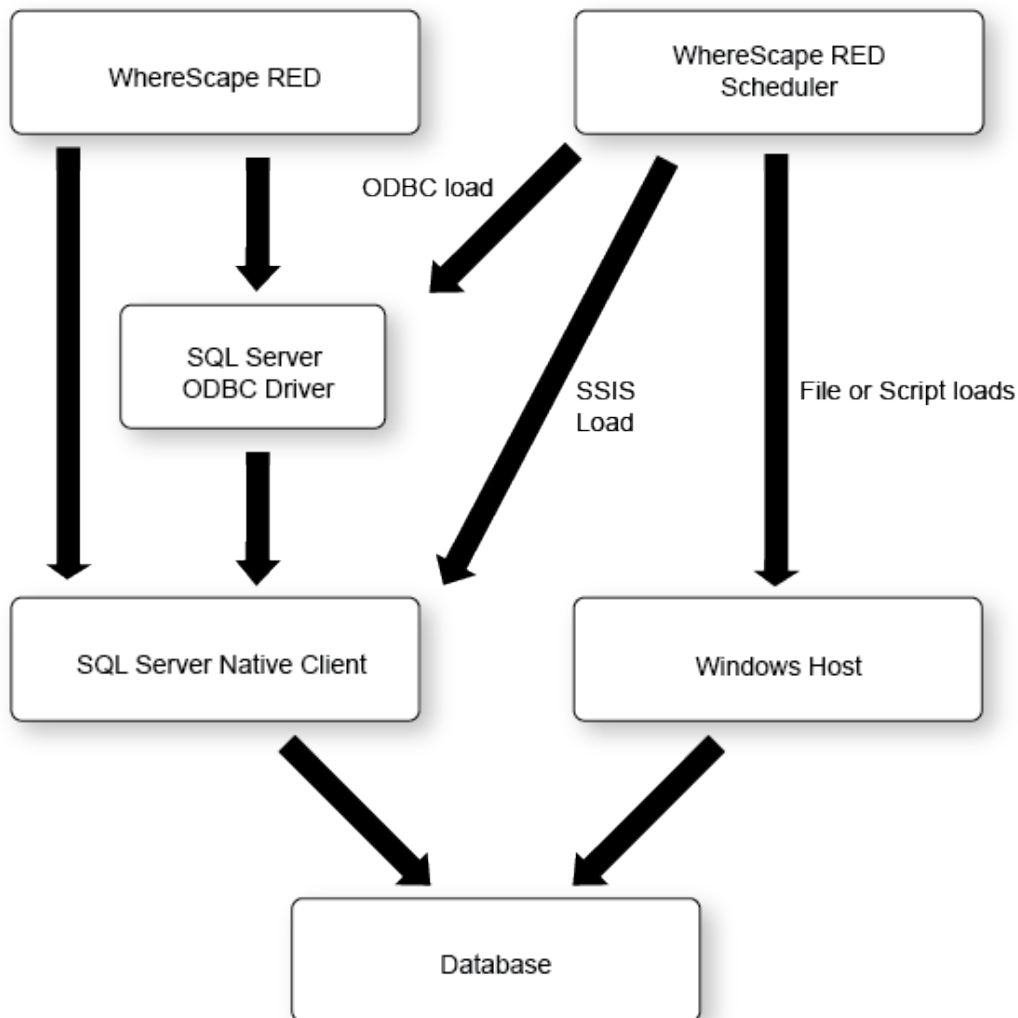 WhereScape RED
WhereScape RED
Scheduler
ODBC load
SQL Server
ODBC Driver
SSIS
Load
File or Script loads
SQL Server Native Client
Windows Host
Database